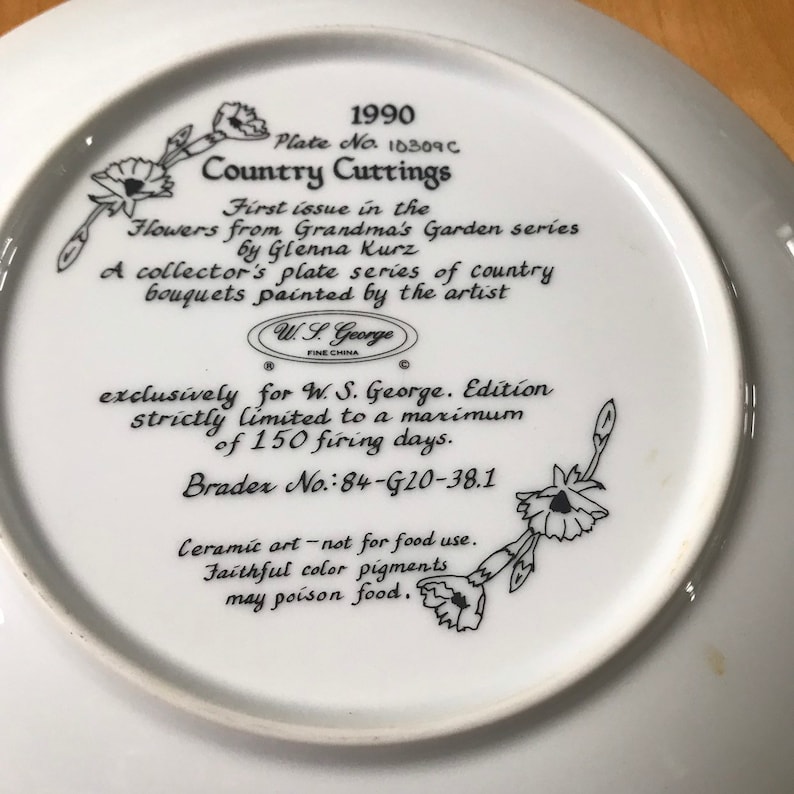 1990
Plate No. 10309C
Country Cuttings
First issue in the
Flowers from Grandma's Garden series
by Glenna Kurz
A collector's plate series of country
bouquets painted by the artist
W. S. George
FINE CHINA
® ©
exclusively for W. S. George. Edition
strictly limited to a maximum
of 150 firing days.
Bradex No.: 84-G20-38.1
Ceramic art - not for food use.
Faithful color pigments
may poison food.